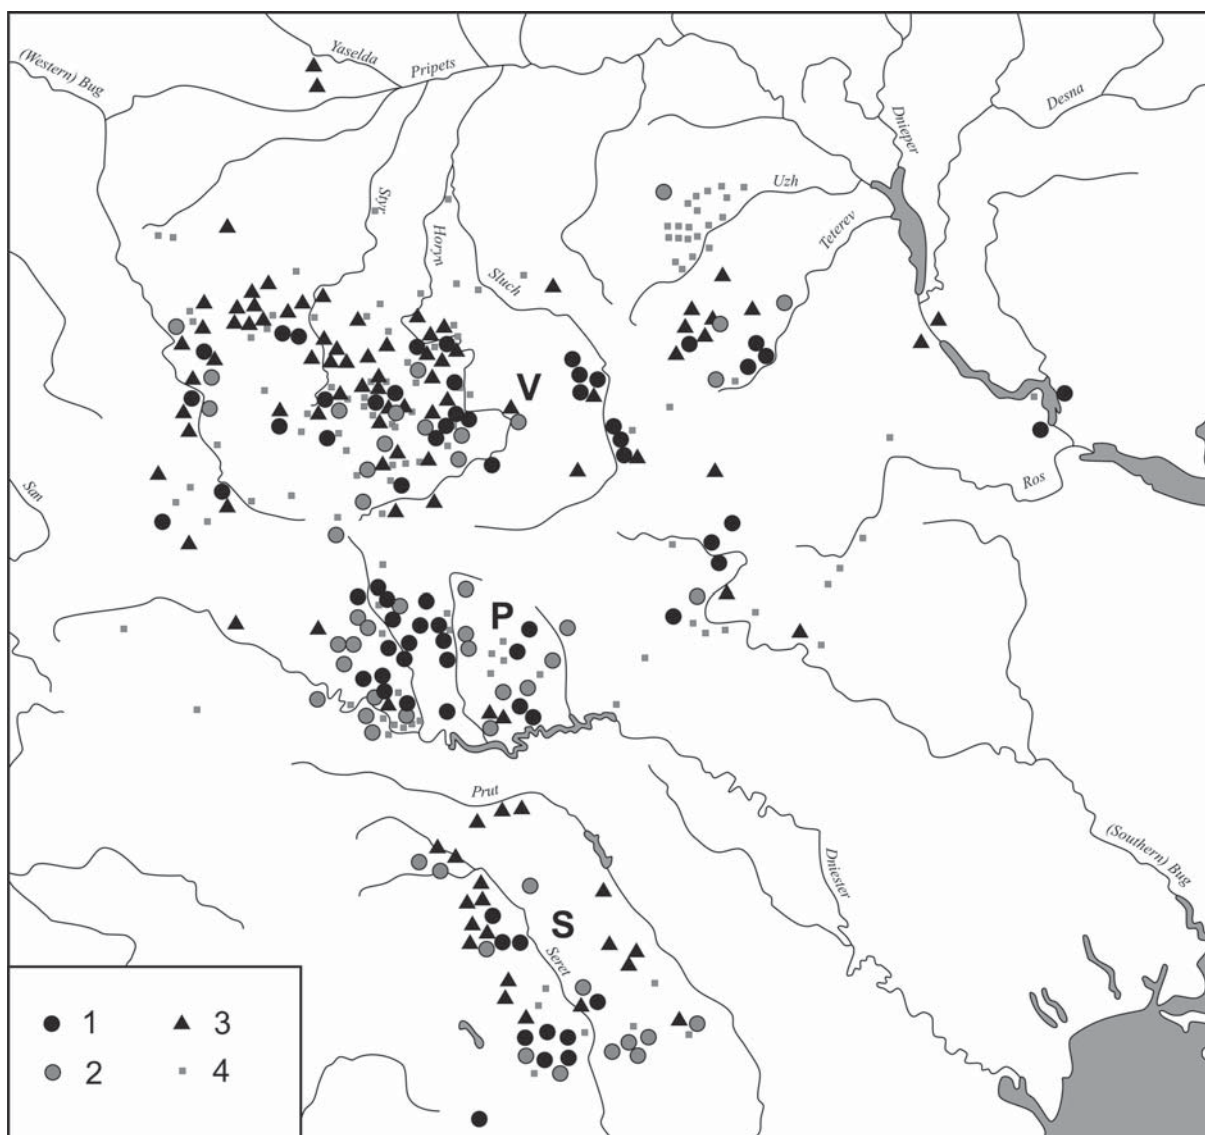 (Western) Bug
Yaselda
Pripets
Desna
Dnieper
Styr
Horyn
Sluch
Uzh
Teterev
V
San
Ros
P
Prut
Dniester
(Southern) Bug
S
Seret
1 3
2 4